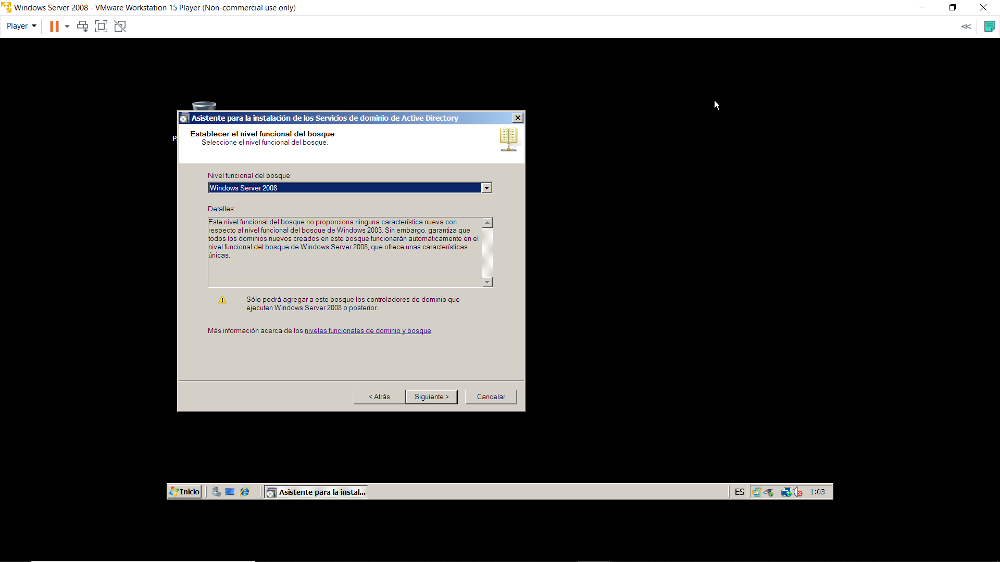 Windows Server 2008 - VMware Workstation 15 Player (Non-commercial use only)
Player
Asistente para la instalación de los Servicios de dominio de Active Directory
Establecer el nivel funcional del bosque
Seleccione el nivel funcional del bosque.
Nivel funcional del bosque:
Windows Server 2008
Detalles:
Este nivel funcional del bosque no proporciona ninguna característica nueva con
respecto al nivel funcional del bosque de Windows 2003. Sin embargo, garantiza que
todos los dominios nuevos creados en este bosque funcionarán automáticamente en el
nivel funcional del bosque de Windows Server 2008, que ofrece unas características
únicas.
Sólo podrá agregar a este bosque los controladores de dominio que
ejecuten Windows Server 2008 o posterior.
Más información acerca de los niveles funcionales de dominio y bosque
< Atrás
Siguiente >
Cancelar
Inicio
Asistente para la instal...
ES
1:03